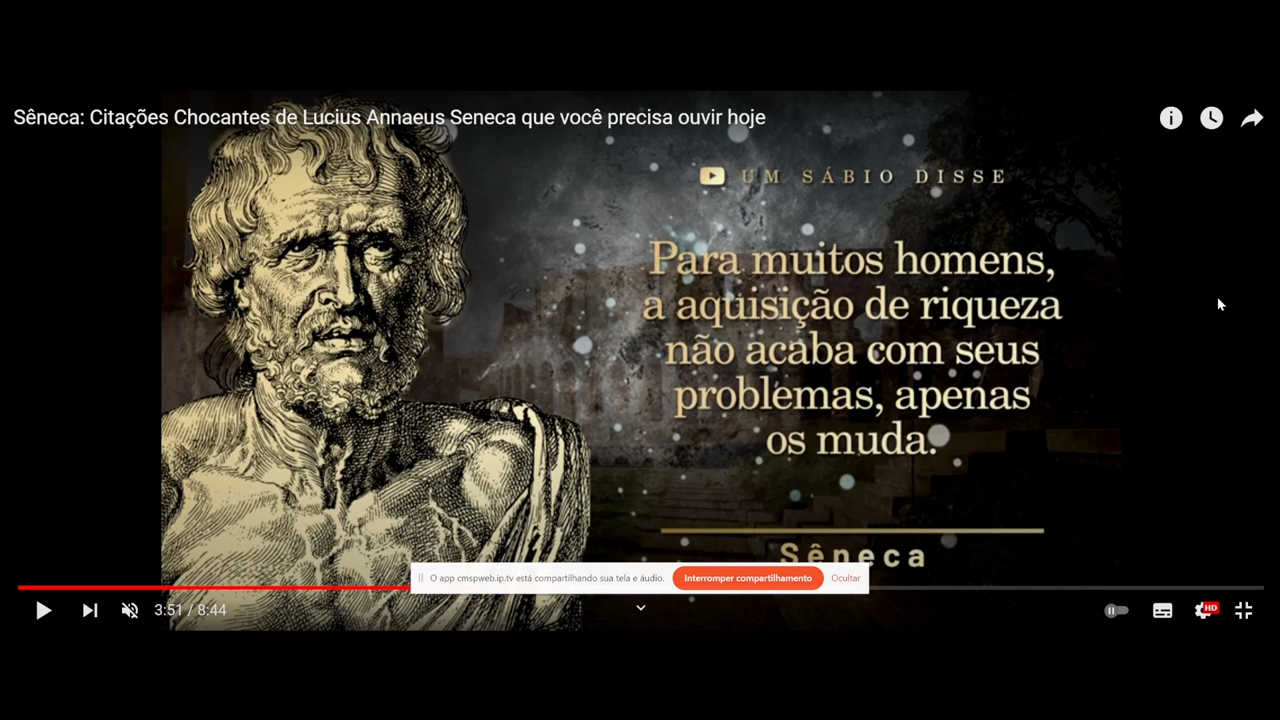 Sêneca: Citações Chocantes de Lucius Annaeus Seneca que você precisa ouvir hoje
UM SÁBIO DISSE
Para muitos homens,
a aquisição de riqueza
não acaba com seus
problemas, apenas
os muda.
Sêneca
O app cmspweb.ip.tv está compartilhando sua tela e áudio. Interromper compartilhamento Ocultar
3:51 / 8:44
HD